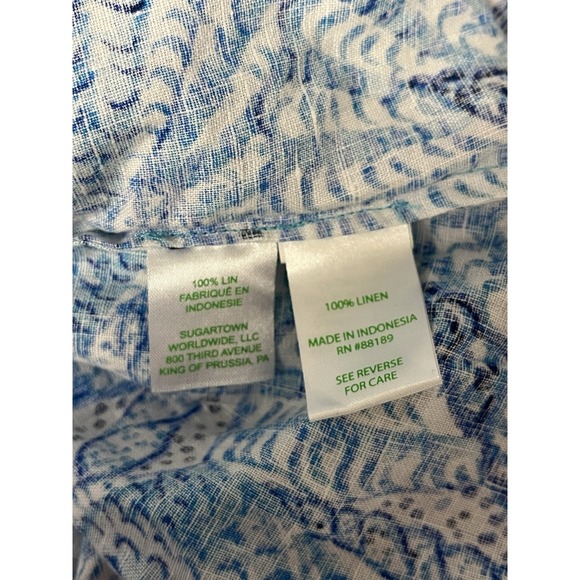 100% LIN
FABRIQUÉ EN
INDONESIE
SUGARTOWN
WORLDWIDE, LLC
800 THIRD AVENUE
KING OF PRUSSIA, PA
100% LINEN
MADE IN INDONESIA
RN #88189
SEE REVERSE
FOR CARE